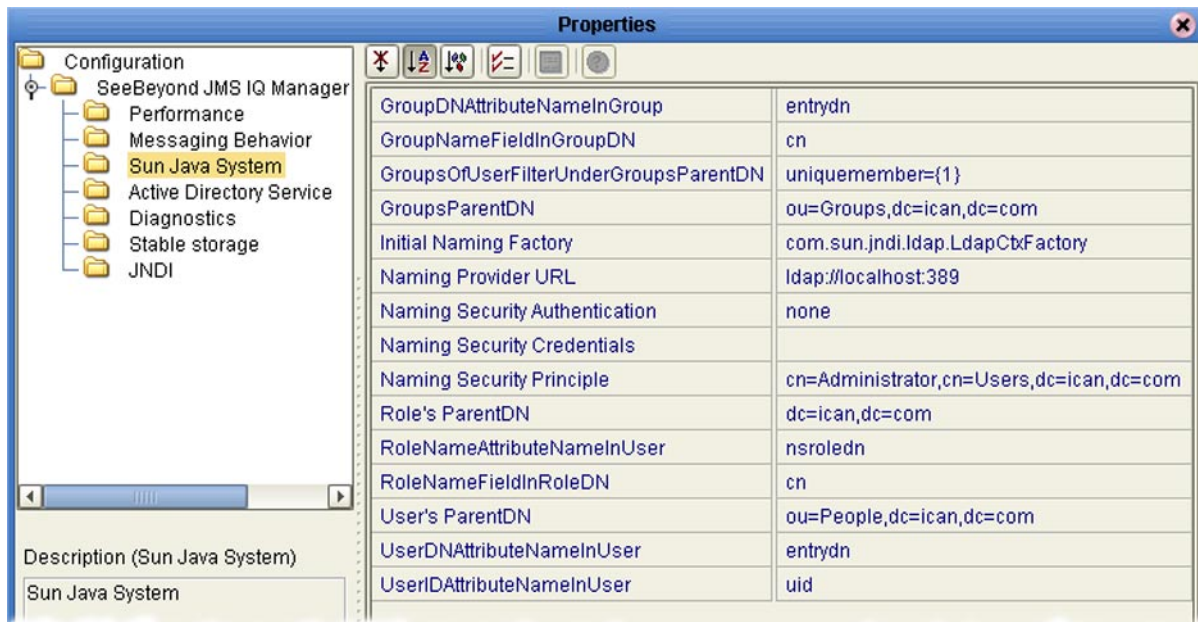 Properties
Configuration
SeeBeyond JMS IQ Manager
Performance
Messaging Behavior
Sun Java System
Active Directory Service
Diagnostics
Stable storage
JNDI
Description (Sun Java System)
Sun Java System
GroupDNAttributeNameInGroup entrydn
GroupNameFieldInGroupDN cn
GroupsOfUserFilterUnderGroupsParentDN uniquemember={1}
GroupsParentDN ou=Groups,dc=ican,dc=com
Initial Naming Factory com.sun.jndi.ldap.LdapCtxFactory
Naming Provider URL ldap://localhost:389
Naming Security Authentication none
Naming Security Credentials
Naming Security Principle cn=Administrator,cn=Users,dc=ican,dc=com
Role's ParentDN dc=ican,dc=com
RoleNameAttributeNameInUser nsroledn
RoleNameFieldInRoleDN cn
User's ParentDN ou=People,dc=ican,dc=com
UserDNAttributeNameInUser entrydn
UserIDAttributeNameInUser uid